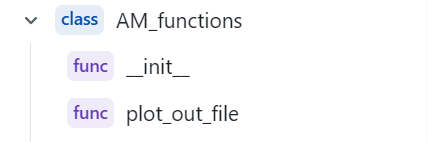 class AM_functions
func __init__
func plot_out_file